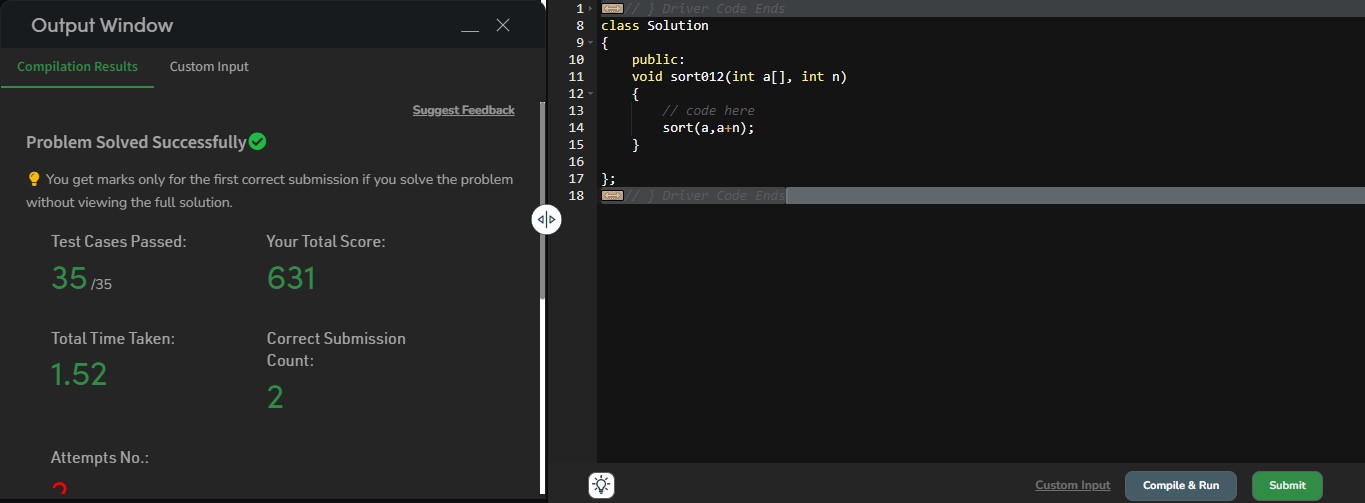 Output Window
Compilation Results
Custom Input
Suggest Feedback
Problem Solved Successfully
You get marks only for the first correct submission if you solve the problem
without viewing the full solution.
Test Cases Passed:
35 /35
Your Total Score:
631
Total Time Taken:
1.52
Correct Submission
Count:
2
Attempts No.:
1 // } Driver Code Ends
8 class Solution
9 {
10 public:
11 void sort012(int a[], int n)
12 {
13 // code here
14 sort(a,a+n);
15 }
16
17 };
18 // } Driver Code Ends
Custom Input
Compile & Run
Submit